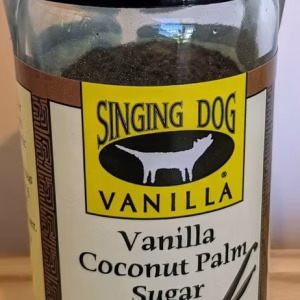 SINGING DOG
VANILLA®
Vanilla
Coconut Palm
Sugar